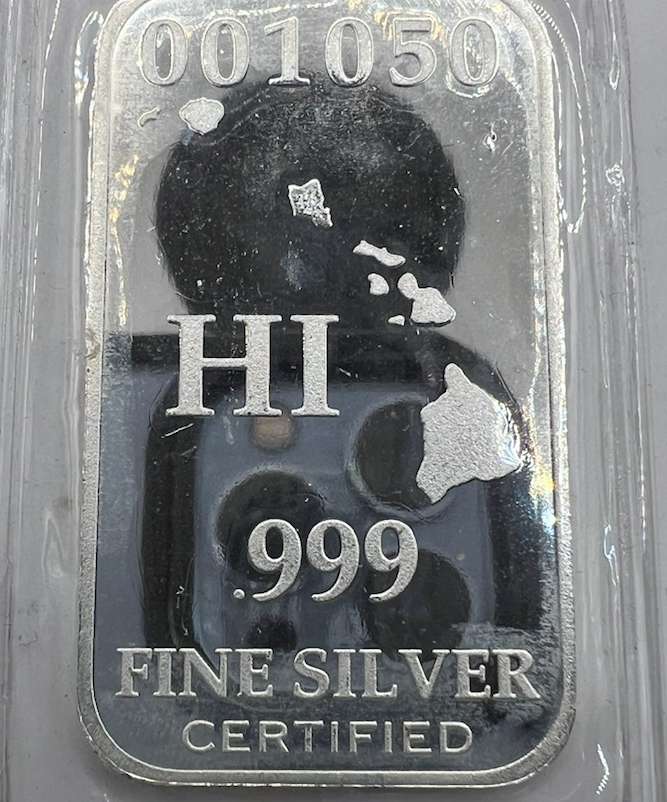 001050
HI
.999
FINE SILVER
CERTIFIED